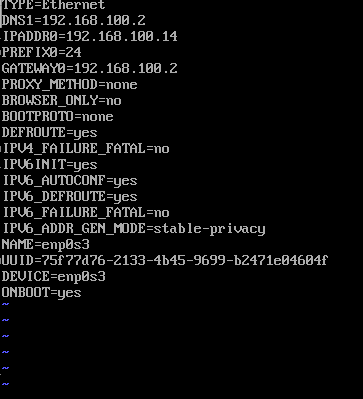 TYPE=Ethernet
DNS1=192.168.100.2
IPADDR0=192.168.100.14
PREFIX0=24
GATEWAY0=192.168.100.2
PROXY_METHOD=none
BROWSER_ONLY=no
BOOTPROTO=none
DEFROUTE=yes
IPV4_FAILURE_FATAL=no
IPV6INIT=yes
IPV6_AUTOCONF=yes
IPV6_DEFROUTE=yes
IPV6_FAILURE_FATAL=no
IPV6_ADDR_GEN_MODE=stable-privacy
NAME=enp0s3
UUID=75f77d76-2133-4b45-9699-b2471e04604f
DEVICE=enp0s3
ONBOOT=yes
~
~
~
~
~
~